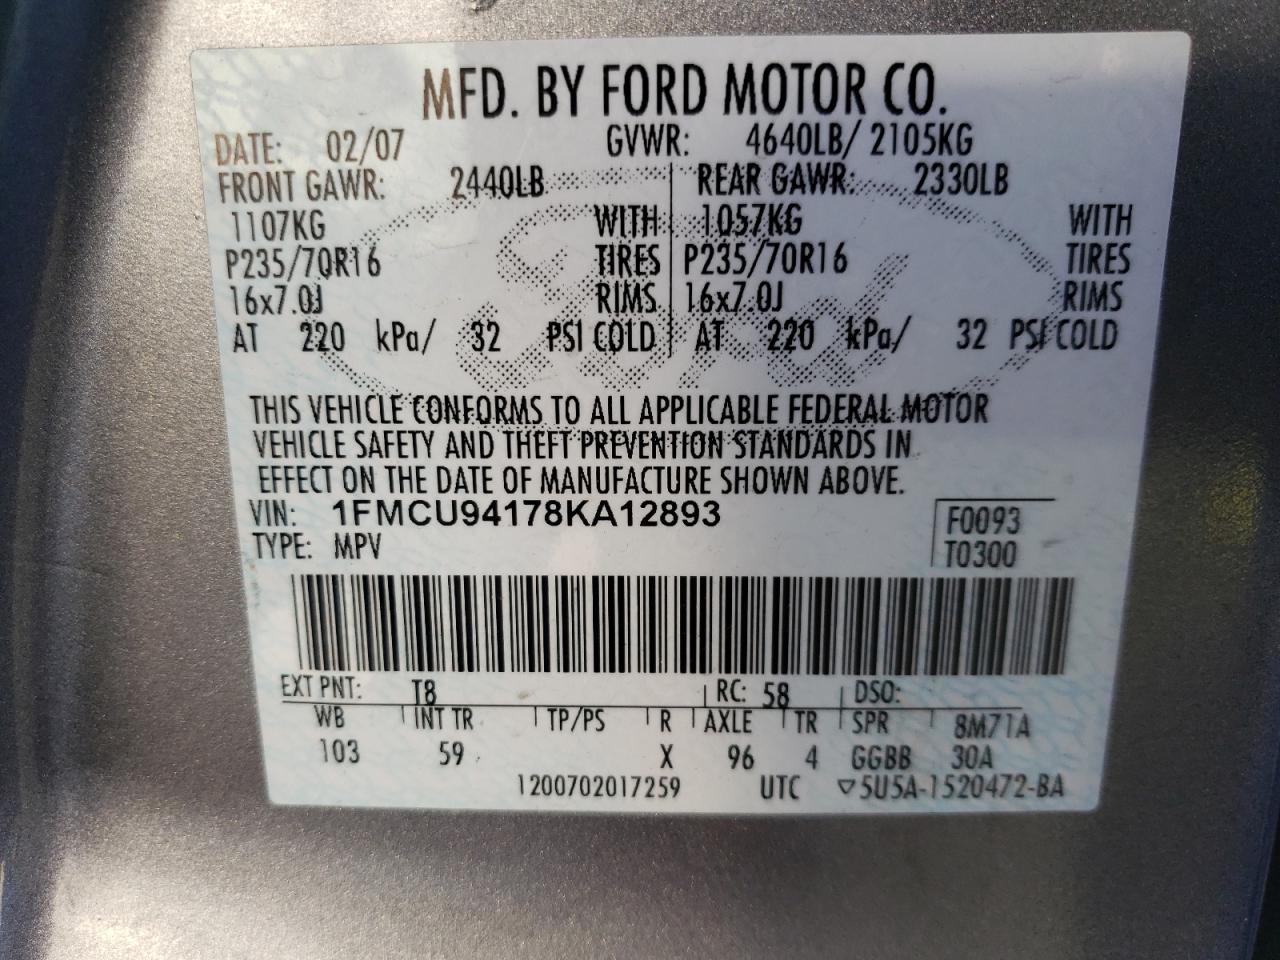 MFD. BY FORD MOTOR CO.
DATE: 02/07 GVWR: 4640LB/ 2105KG
FRONT GAWR: 2440LB REAR GAWR: 2330LB
1107KG WITH 1057KG WITH
P235/70R16 TIRES P235/70R16 TIRES
16x7.0J RIMS 16x7.0J RIMS
AT 220 kPa/ 32 PSI COLD AT 220 kPa/ 32 PSI COLD
Ford
THIS VEHICLE CONFORMS TO ALL APPLICABLE FEDERAL MOTOR
VEHICLE SAFETY AND THEFT PREVENTION STANDARDS IN
EFFECT ON THE DATE OF MANUFACTURE SHOWN ABOVE.
VIN: 1FMCU94178KA12893 F0093
TYPE: MPV T0300
EXT PNT: T8 RC: 58 DSO:
WB INT TR TP/PS R AXLE TR SPR 8M71A
103 59 X 96 4 GGBB 30A
1200702017259 UTC ▽5U5A-1520472-BA